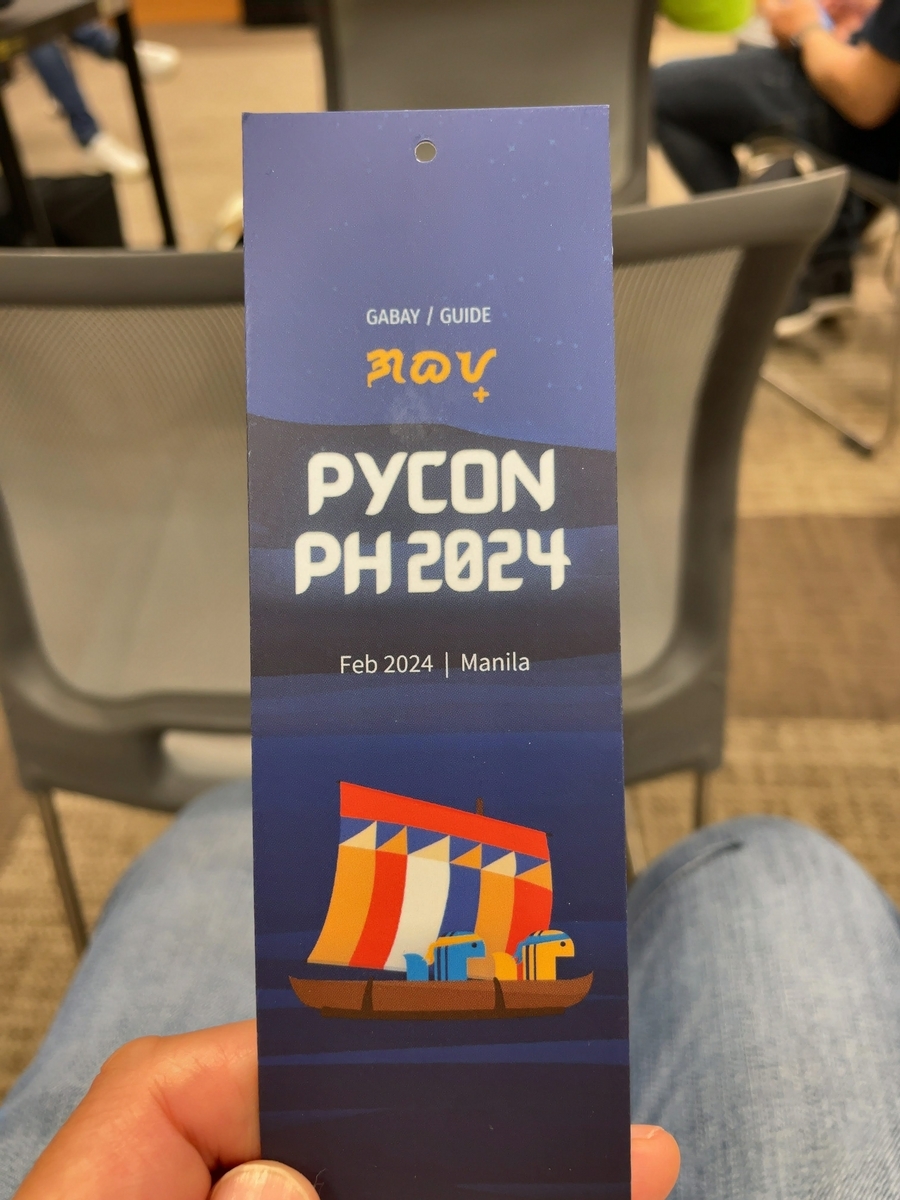 GABAY / GUIDE
ᜄᜊᜌ᜔
PYCON
PH 2024
Feb 2024 | Manila